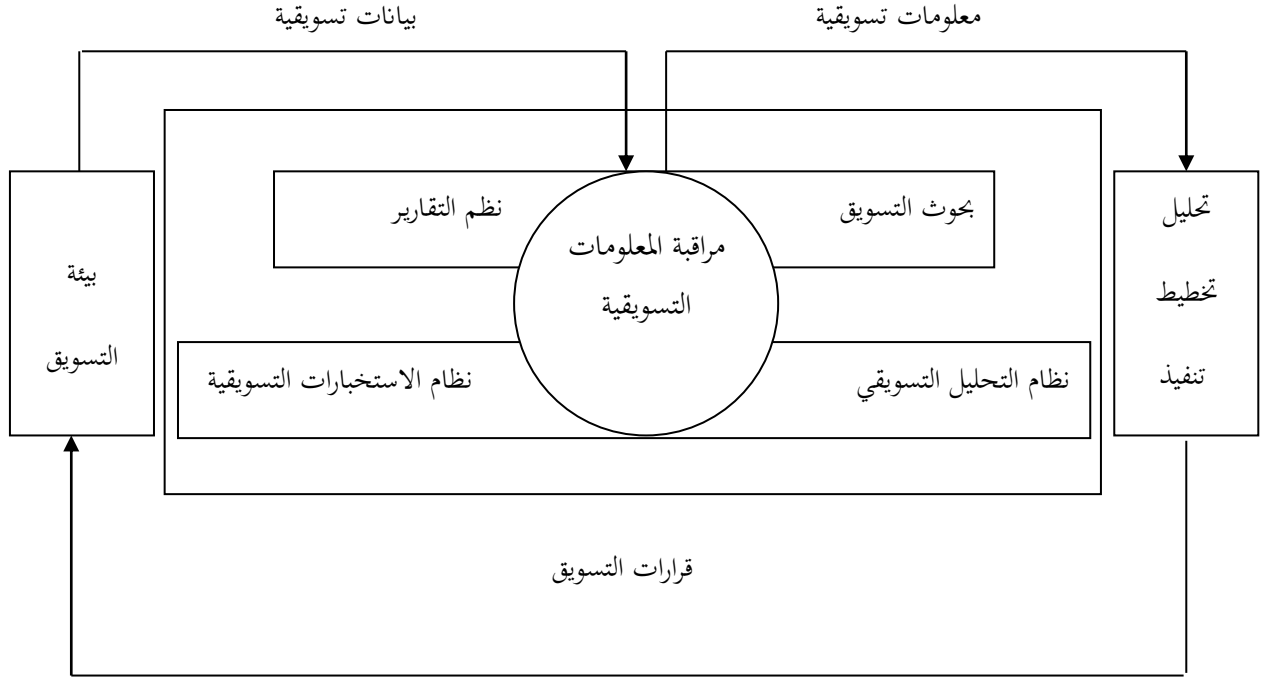 معلومات تسويقية
بيانات تسويقية
بحوث التسويق
نظم التقارير
مراقبة المعلومات
التسويقية
نظام التحليل التسويقي
نظام الاستخبارات التسويقية
تحليل
تخطيط
تنفيذ
بيئة
التسويق
قرارات التسويق